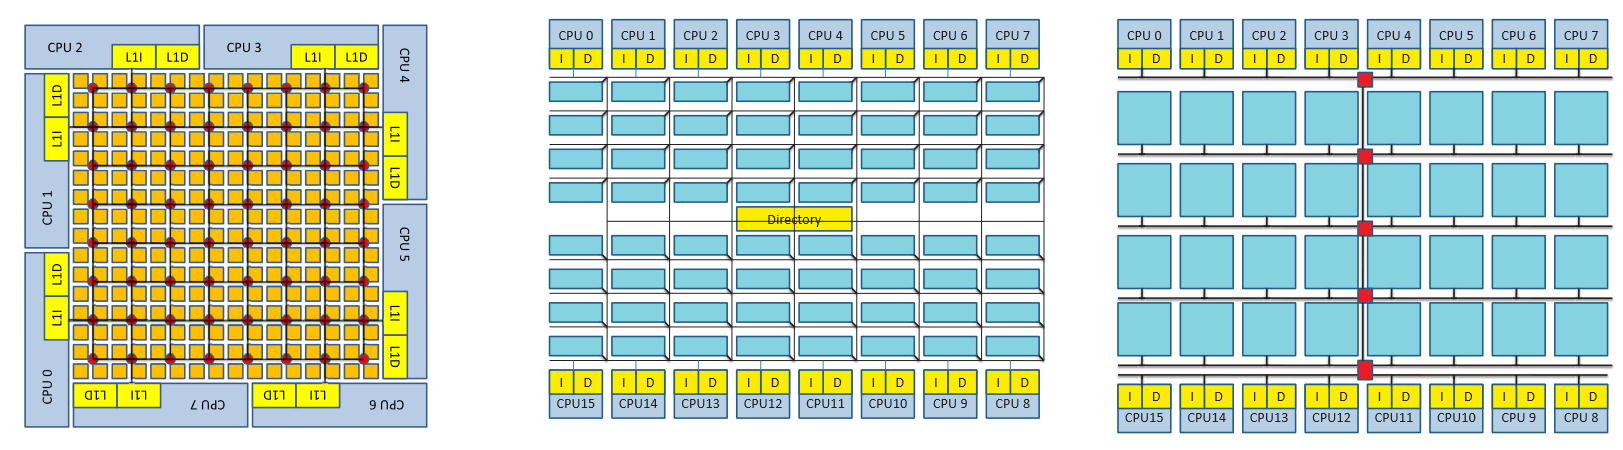 CPU 2
L1I L1D
CPU 3
L1I L1D
CPU 4
L1I
L1D
L1D
L1I
CPU 1
L1D
L1I
CPU 0
CPU 5
L1I
L1D
L1D L1I
CPU 7
L1D L1I
CPU 6
CPU 0 CPU 1 CPU 2 CPU 3 CPU 4 CPU 5 CPU 6 CPU 7
I D I D I D I D I D I D I D I D
Directory
I D I D I D I D I D I D I D I D
CPU15 CPU14 CPU13 CPU12 CPU11 CPU10 CPU 9 CPU 8
CPU 0 CPU 1 CPU 2 CPU 3 CPU 4 CPU 5 CPU 6 CPU 7
I D I D I D I D I D I D I D I D
I D I D I D I D I D I D I D I D
CPU15 CPU14 CPU13 CPU12 CPU11 CPU10 CPU 9 CPU 8